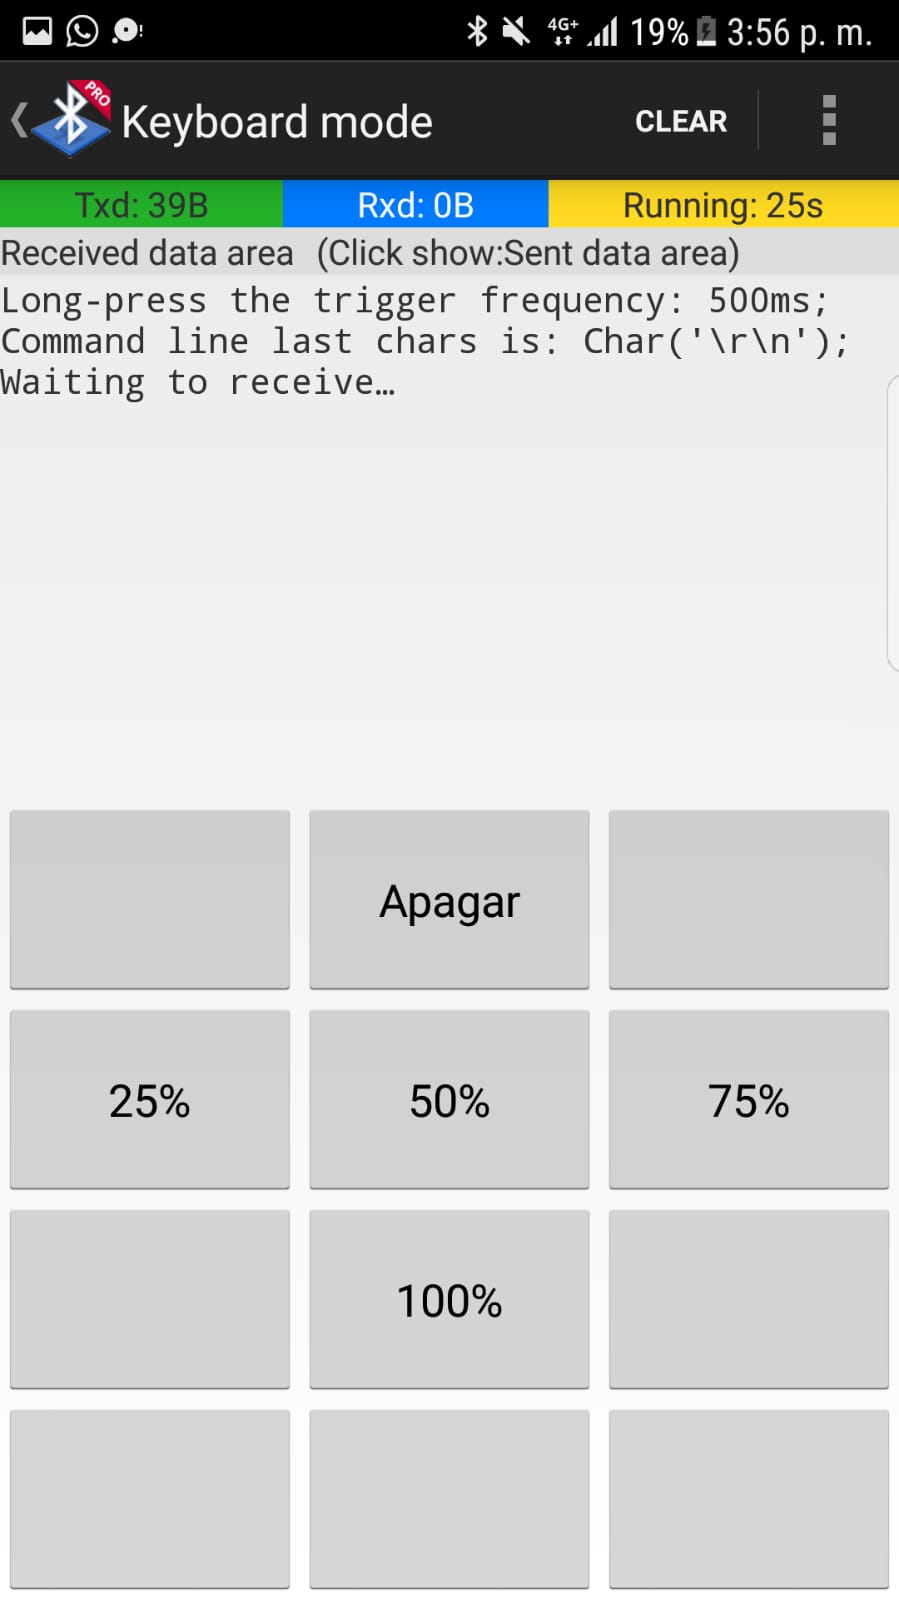 4G+ 19% 3:56 p. m.
PRO Keyboard mode CLEAR
Txd: 39B Rxd: 0B Running: 25s
Received data area (Click show:Sent data area)
Long-press the trigger frequency: 500ms;
Command line last chars is: Char('\r\n');
Waiting to receive…
Apagar
25% 50% 75%
100%